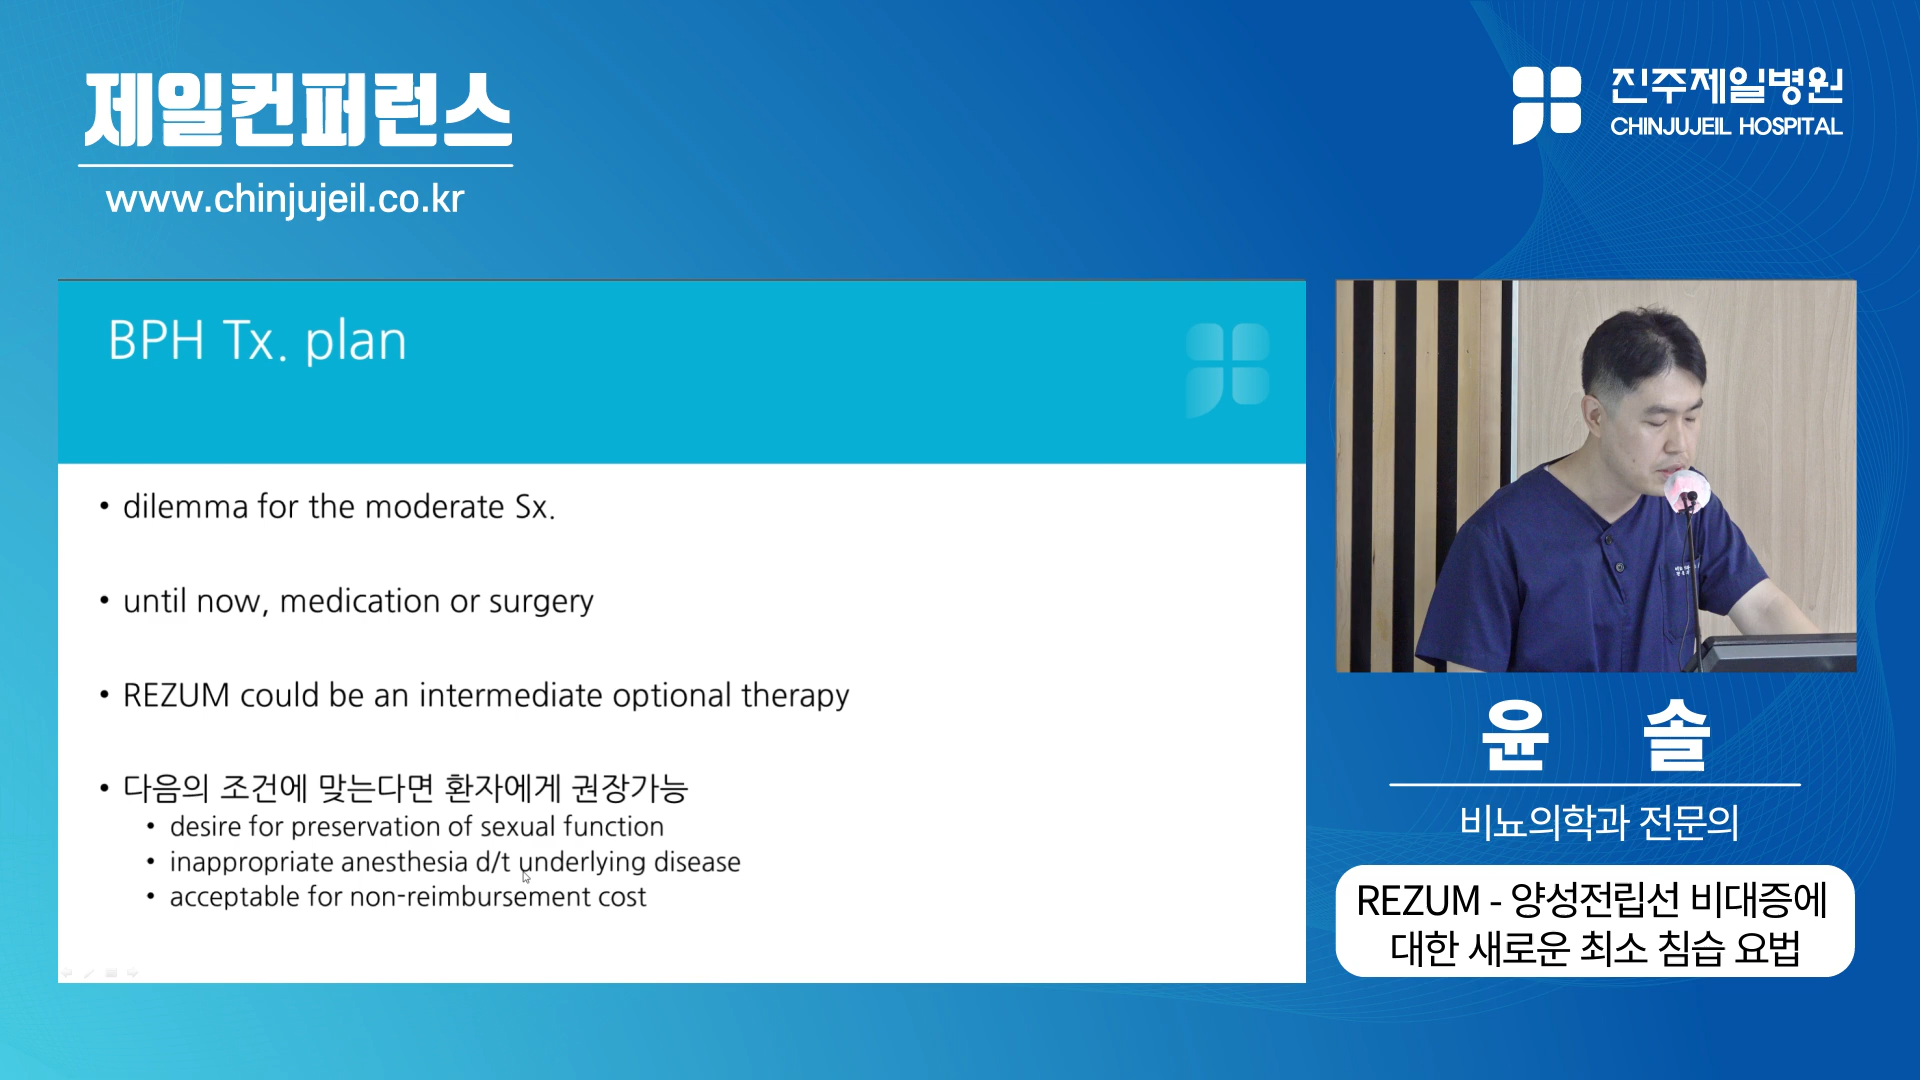 제일컨퍼런스
www.chinjujeil.co.kr
진주제일병원
CHINJUJEIL HOSPITAL
BPH Tx. plan
• dilemma for the moderate Sx.
• until now, medication or surgery
• REZUM could be an intermediate optional therapy
• 다음의 조건에 맞는다면 환자에게 권장가능
• desire for preservation of sexual function
• inappropriate anesthesia d/t underlying disease
• acceptable for non-reimbursement cost
윤 솔
비뇨의학과 전문의
REZUM - 양성전립선 비대증에
대한 새로운 최소 침습 요법